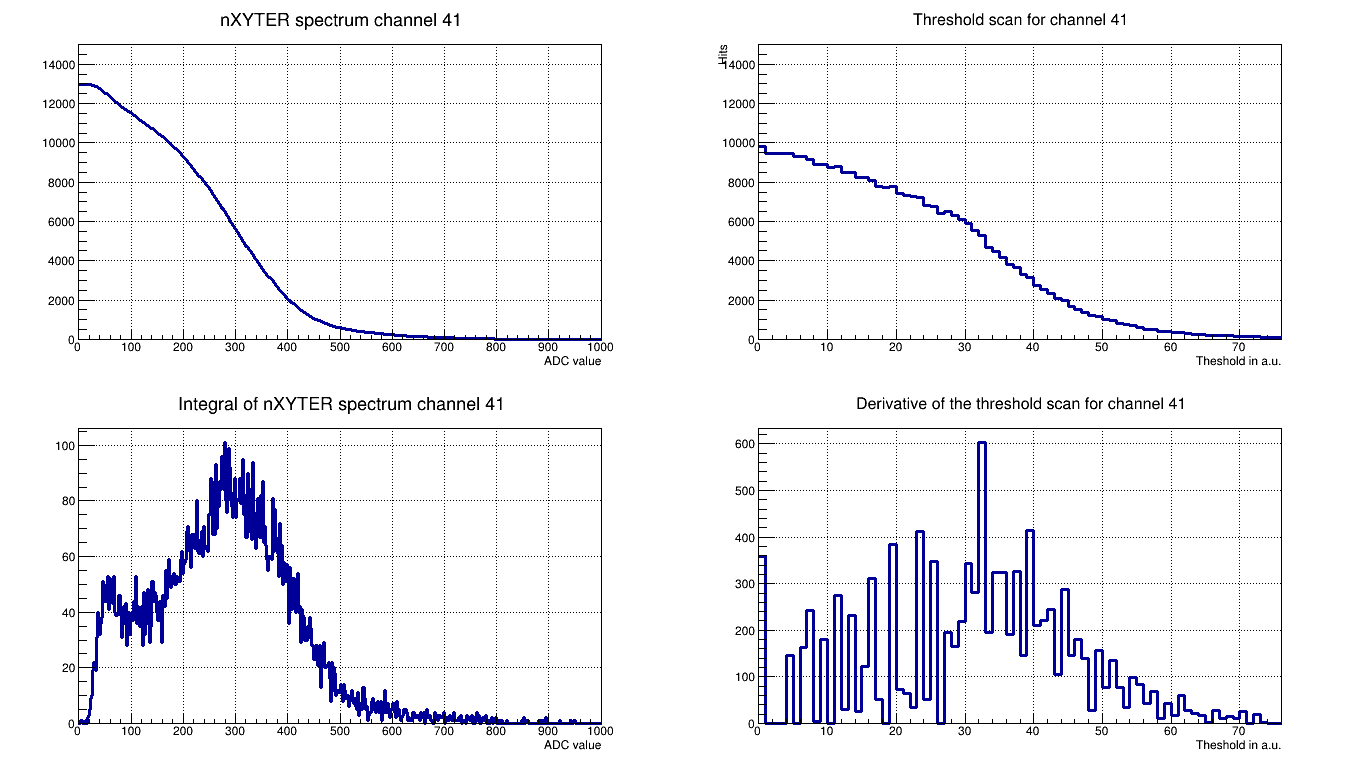 nXYTER spectrum channel 41
14000
12000
10000
8000
6000
4000
2000
0
0 100 200 300 400 500 600 700 800 900 1000
ADC value
Threshold scan for channel 41
Hits
14000
12000
10000
8000
6000
4000
2000
0
0 10 20 30 40 50 60 70
Theshold in a.u.
Integral of nXYTER spectrum channel 41
100
80
60
40
20
0
0 100 200 300 400 500 600 700 800 900 1000
ADC value
Derivative of the threshold scan for channel 41
600
500
400
300
200
100
0
0 10 20 30 40 50 60 70
Theshold in a.u.